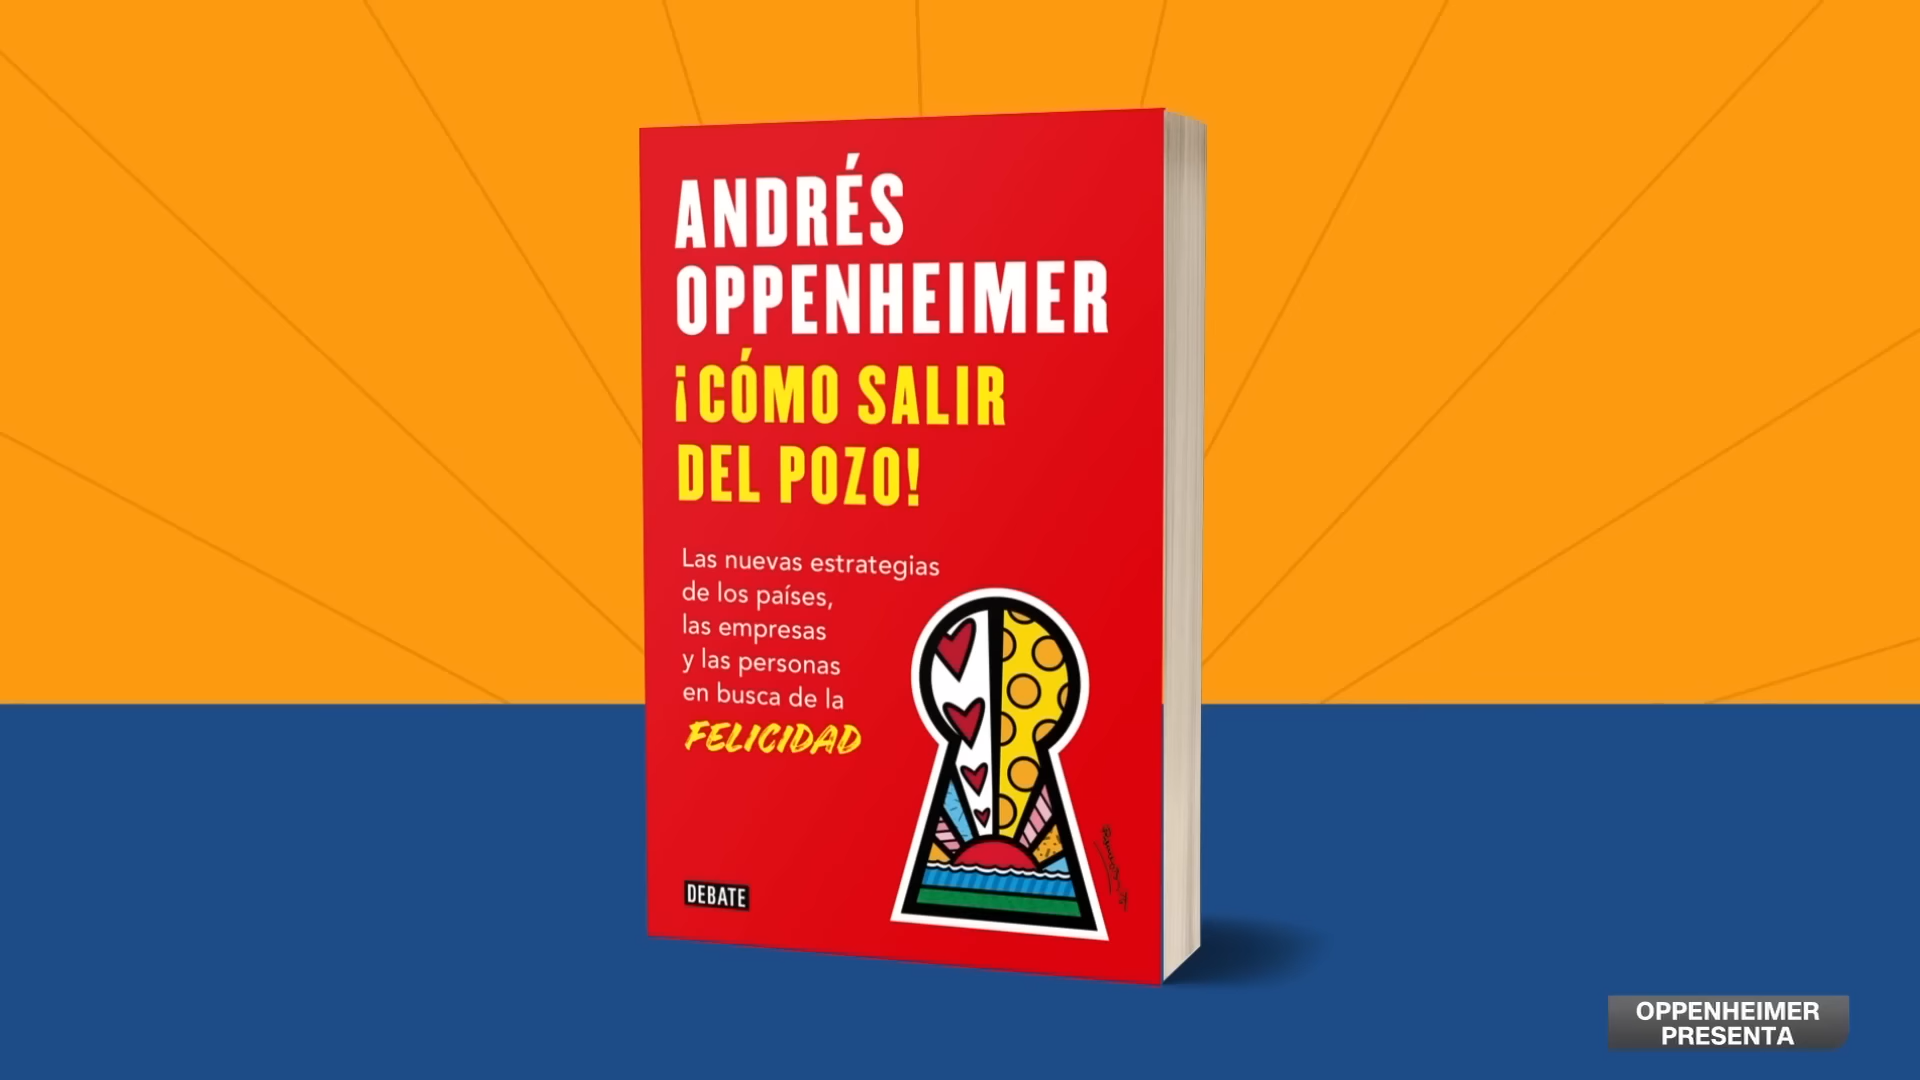 ANDRÉS
OPPENHEIMER
¡CÓMO SALIR
DEL POZO!
Las nuevas estrategias
de los países,
las empresas
y las personas
en busca de la
FELICIDAD
DEBATE
OPPENHEIMER
PRESENTA